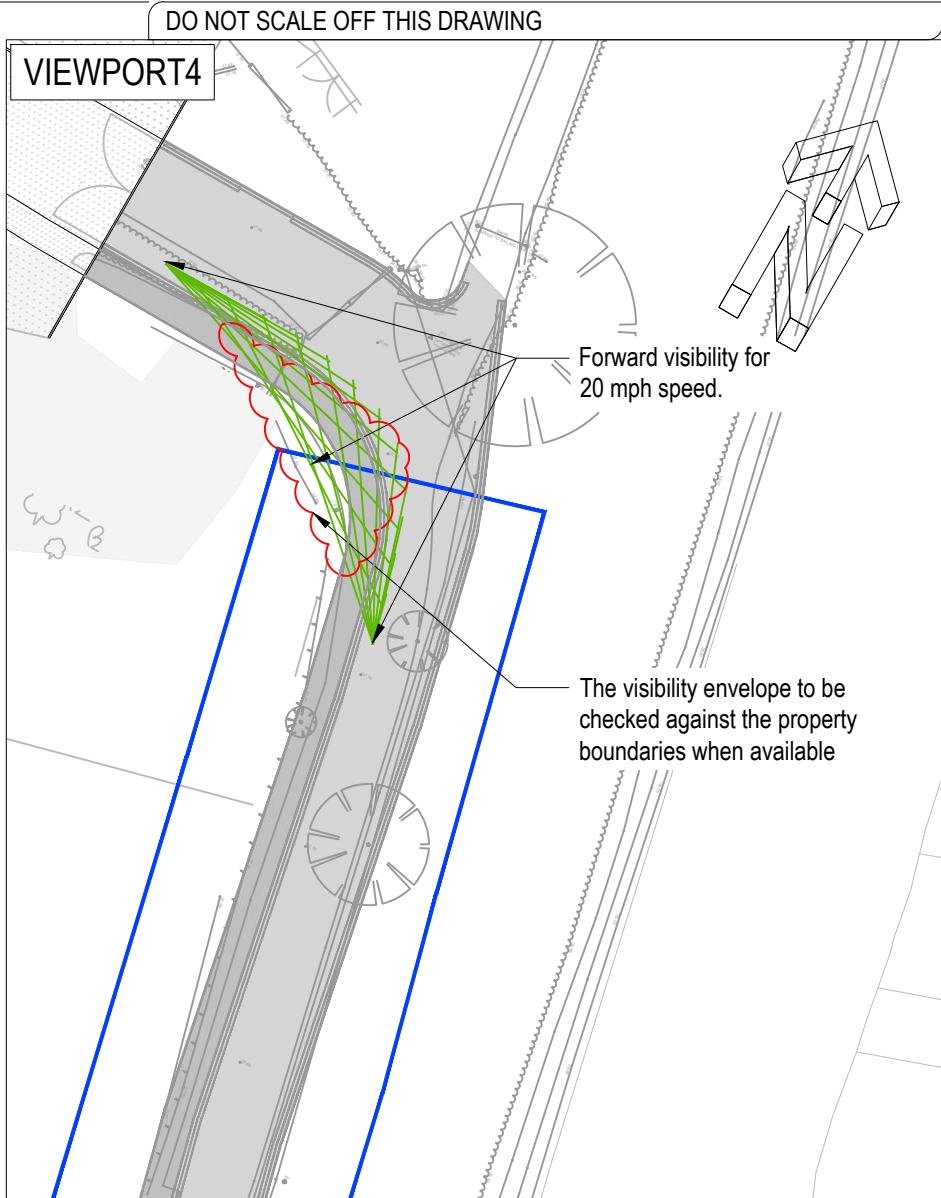 DO NOT SCALE OFF THIS DRAWING
VIEWPORT4
Forward visibility for
20 mph speed.
The visibility envelope to be
checked against the property
boundaries when available